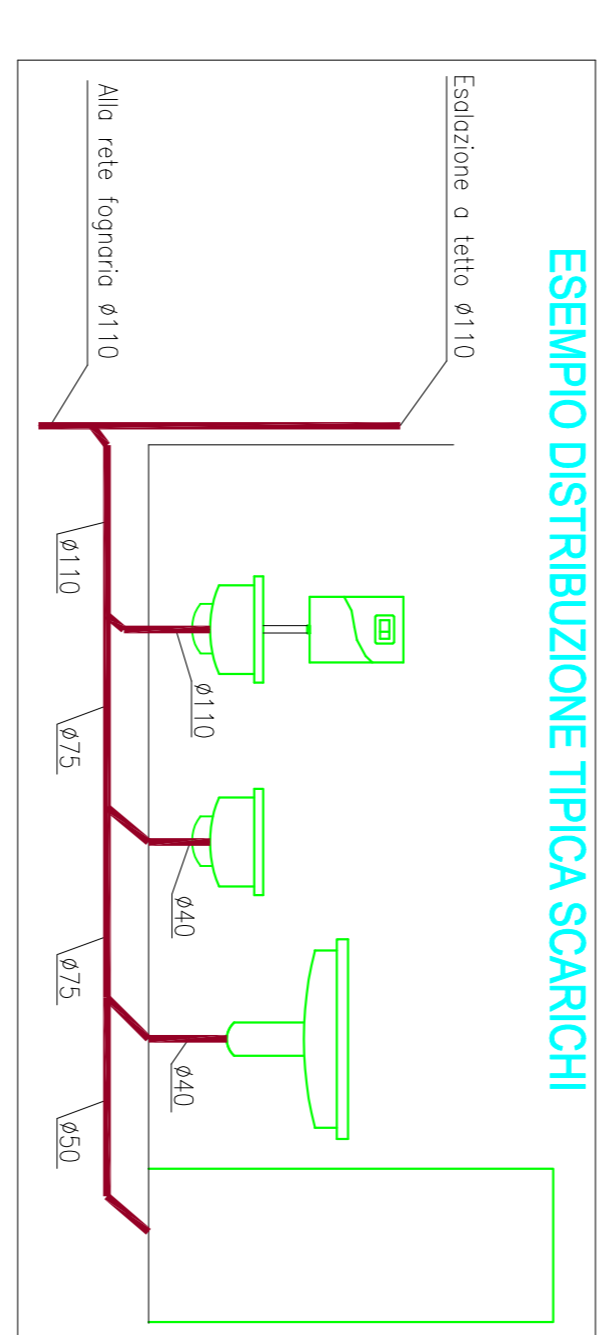 ESEMPIO DISTRIBUZIONE TIPICA SCARICHI
Esalazione a tetto Ø110
Alla rete fognaria Ø110
Ø110
Ø110
Ø75
Ø40
Ø75
Ø40
Ø50